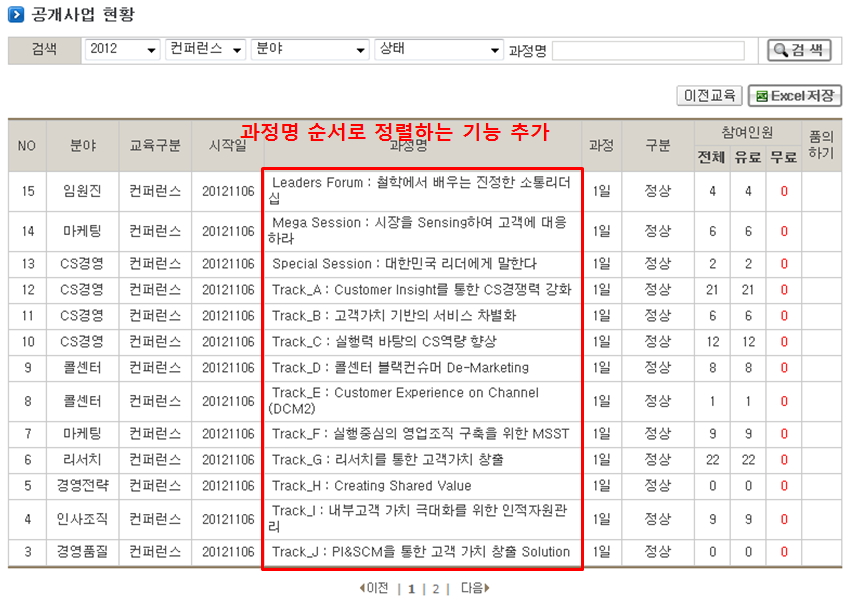 공개사업 현황
검색 2012 컨퍼런스 분야 상태 과정명 검색
이전교육 Excel저장
과정명 순서로 정렬하는 기능 추가
NO 분야 교육구분 시작일 과정명 과정 구분 참여인원 품의
전체 유료 무료 하기
15 임원진 컨퍼런스 20121106 Leaders Forum : 철학에서 배우는 진정한 소통리더 1일 정상 4 4 0
십
14 마케팅 컨퍼런스 20121106 Mega Session : 시장을 Sensing하여 고객에 대응 1일 정상 6 6 0
하라
13 CS경영 컨퍼런스 20121106 Special Session : 대한민국 리더에게 말한다 1일 정상 2 2 0
12 CS경영 컨퍼런스 20121106 Track_A : Customer Insight를 통한 CS경쟁력 강화 1일 정상 21 21 0
11 CS경영 컨퍼런스 20121106 Track_B : 고객가치 기반의 서비스 차별화 1일 정상 6 6 0
10 CS경영 컨퍼런스 20121106 Track_C : 실행력 바탕의 CS역량 향상 1일 정상 12 12 0
9 콜센터 컨퍼런스 20121106 Track_D : 콜센터 블랙컨슈머 De-Marketing 1일 정상 8 8 0
8 콜센터 컨퍼런스 20121106 Track_E : Customer Experience on Channel 1일 정상 1 1 0
(DCM2)
7 마케팅 컨퍼런스 20121106 Track_F : 실행중심의 영업조직 구축을 위한 MSST 1일 정상 9 9 0
6 리서치 컨퍼런스 20121106 Track_G : 리서치를 통한 고객가치 창출 1일 정상 22 22 0
5 경영전략 컨퍼런스 20121106 Track_H : Creating Shared Value 1일 정상 0 0 0
4 인사조직 컨퍼런스 20121106 Track_I : 내부고객 가치 극대화를 위한 인적자원관 1일 정상 9 9 0
리
3 경영품질 컨퍼런스 20121106 Track_J : PI&SCM을 통한 고객 가치 창출 Solution 1일 정상 0 0 0
이전 | 1 | 2 | 다음